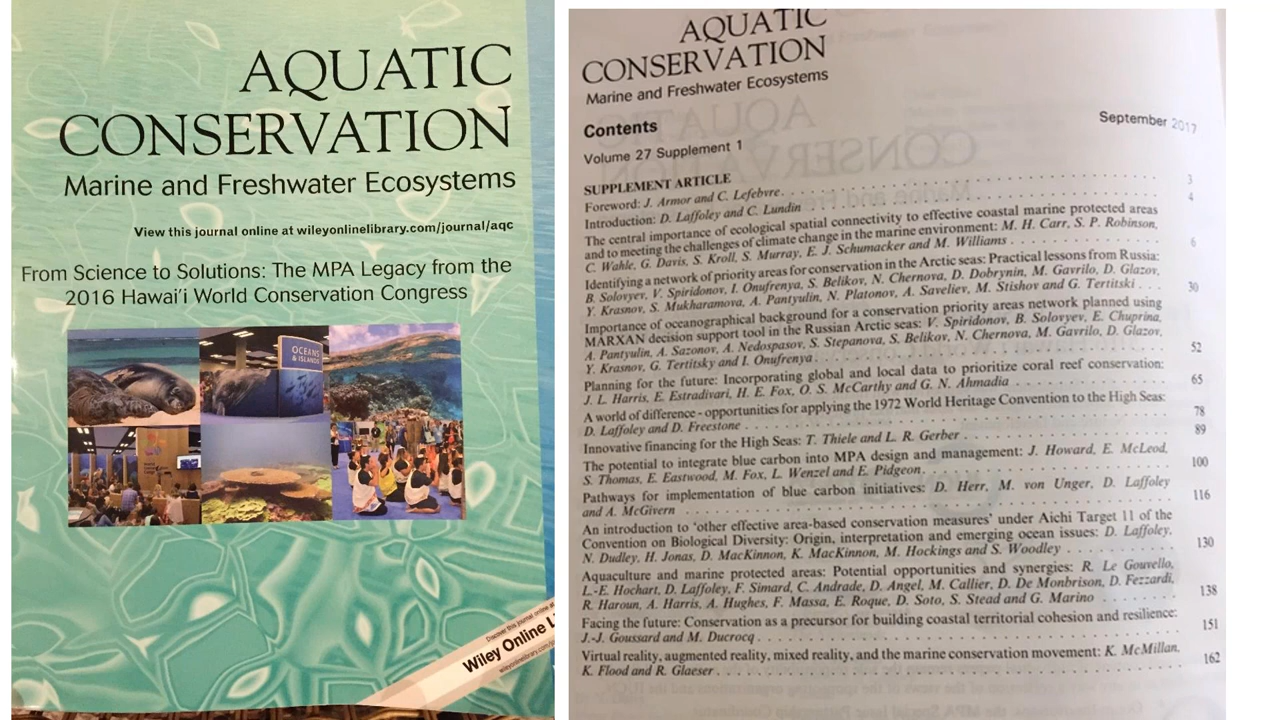 AQUATIC
CONSERVATION
Marine and Freshwater Ecosystems
View this journal online at wileyonlinelibrary.com/journal/aqc
From Science to Solutions: The MPA Legacy from the
2016 Hawai'i World Conservation Congress
OCEANS
& ISLANDS
Discover this journal online at
Wiley Online L
AQUATIC
CONSERVATION
Marine and Freshwater Ecosystems
Contents
September 2017
Volume 27 Supplement 1
SUPPLEMENT ARTICLE
Foreword: J. Armor and C. Lefebvre. 3
Introduction: D. Laffoley and C. Lundin 4
The central importance of ecological spatial connectivity to effective coastal marine protected areas
and to meeting the challenges of climate change in the marine environment: M. H. Carr, S. P. Robinson,
C. Wahle, G. Davis, S. Kroll, S. Murray, E. J. Schumacker and M. Williams 6
Identifying a network of priority areas for conservation in the Arctic seas: Practical lessons from Russia:
B. Solovyev, V. Spiridonov, I. Onufrenya, S. Belikov, N. Chernova, D. Dobrynin, M. Gavrilo, D. Glazov,
Y. Krasnov, S. Mukharamova, A. Pantyulin, N. Platonov, A. Saveliev, M. Stishov and G. Tertitski . . . 30
Importance of oceanographical background for a conservation priority areas network planned using
MARXAN decision support tool in the Russian Arctic seas: V. Spiridonov, B. Solovyev, E. Chuprina,
A. Pantyulin, A. Sazonov, A. Nedospasov, S. Stepanova, S. Belikov, N. Chernova, M. Gavrilo, D. Glazov,
Y. Krasnov, G. Tertitsky and I. Onufrenya 52
Planning for the future: Incorporating global and local data to prioritize coral reef conservation:
J. L. Harris, E. Estradivari, H. E. Fox, O. S. McCarthy and G. N. Ahmadia 65
A world of difference - opportunities for applying the 1972 World Heritage Convention to the High Seas:
D. Laffoley and D. Freestone 78
Innovative financing for the High Seas: T. Thiele and L. R. Gerber 89
The potential to integrate blue carbon into MPA design and management: J. Howard, E. McLeod,
S. Thomas, E. Eastwood, M. Fox, L. Wenzel and E. Pidgeon 100
Pathways for implementation of blue carbon initiatives: D. Herr, M. von Unger, D. Laffoley
and A. McGivern 116
An introduction to 'other effective area-based conservation measures' under Aichi Target 11 of the
Convention on Biological Diversity: Origin, interpretation and emerging ocean issues: D. Laffoley,
N. Dudley, H. Jonas, D. MacKinnon, K. MacKinnon, M. Hockings and S. Woodley 130
Aquaculture and marine protected areas: Potential opportunities and synergies: R. Le Gouvello,
L.-E. Hochart, D. Laffoley, F. Simard, C. Andrade, D. Angel, M. Callier, D. De Monbrison, D. Fezzardi,
R. Haroun, A. Harris, A. Hughes, F. Massa, E. Roque, D. Soto, S. Stead and G. Marino 138
Facing the future: Conservation as a precursor for building coastal territorial cohesion and resilience:
J.-J. Goussard and M. Ducrocq 151
Virtual reality, augmented reality, mixed reality, and the marine conservation movement: K. McMillan,
K. Flood and R. Glaeser 162